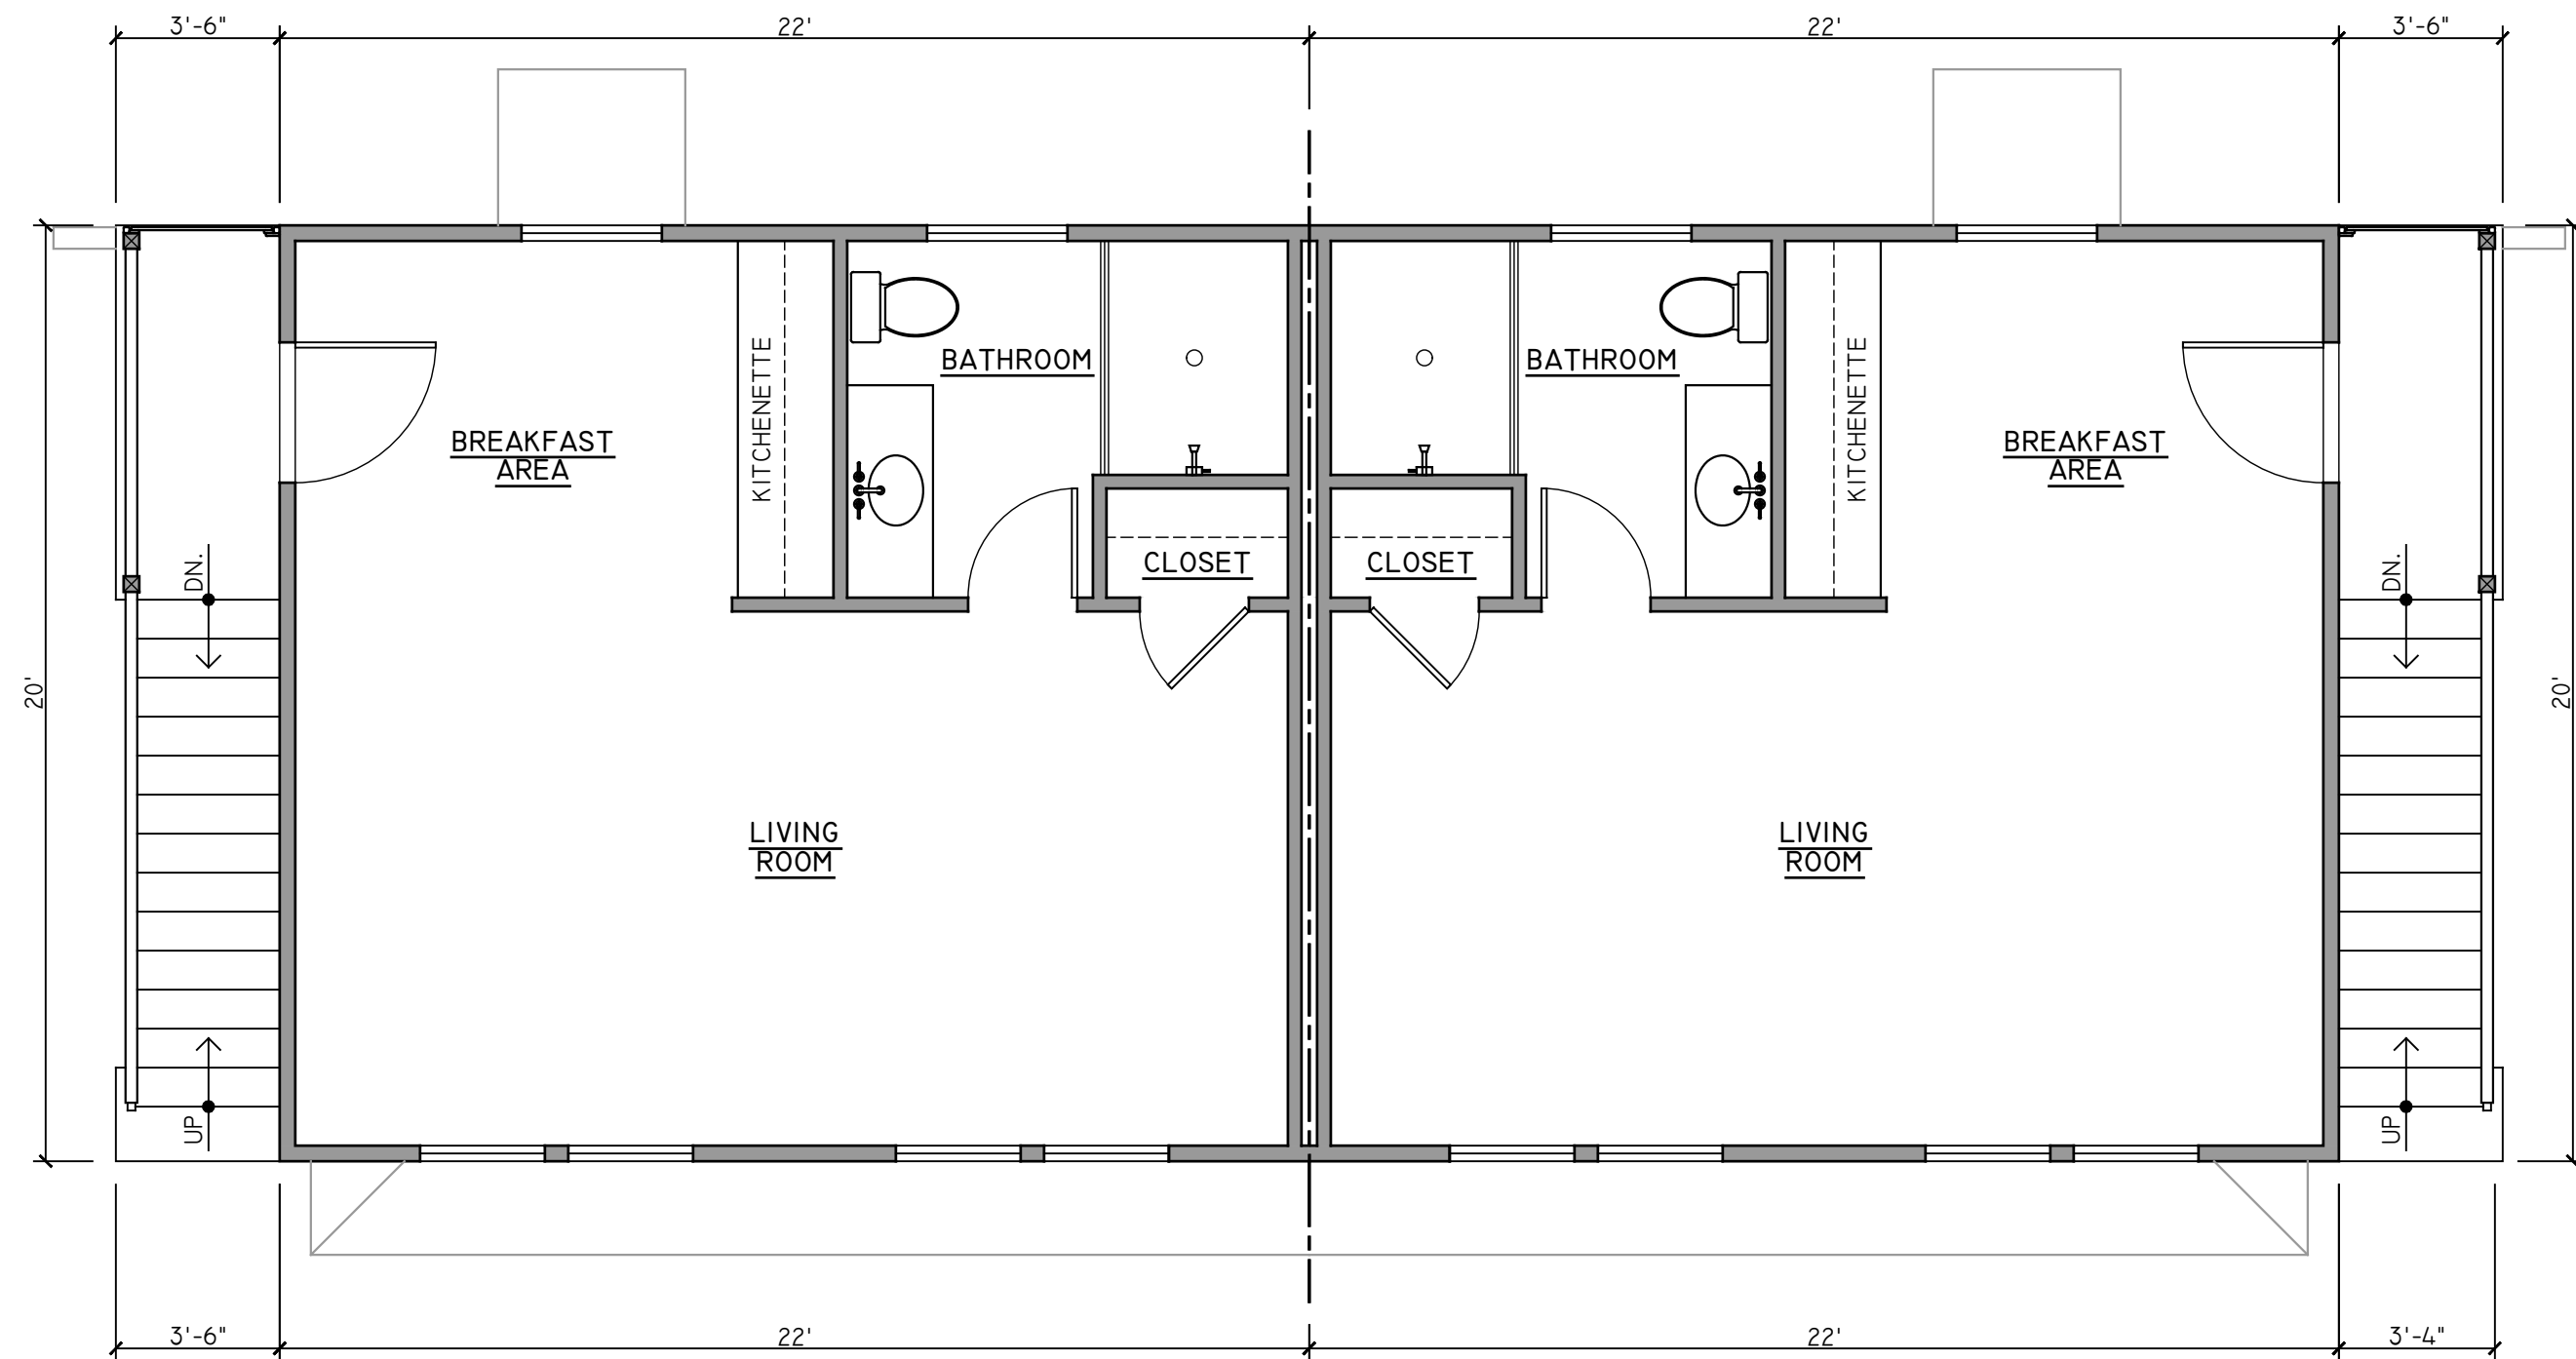 3'-6" 22' 22' 3'-6"
BATHROOM BATHROOM
KITCHENETTE KITCHENETTE
BREAKFAST
AREA
BREAKFAST
AREA
DN. CLOSET CLOSET DN.
20' 20'
LIVING
ROOM
LIVING
ROOM
UP UP
3'-6" 22' 22' 3'-4"